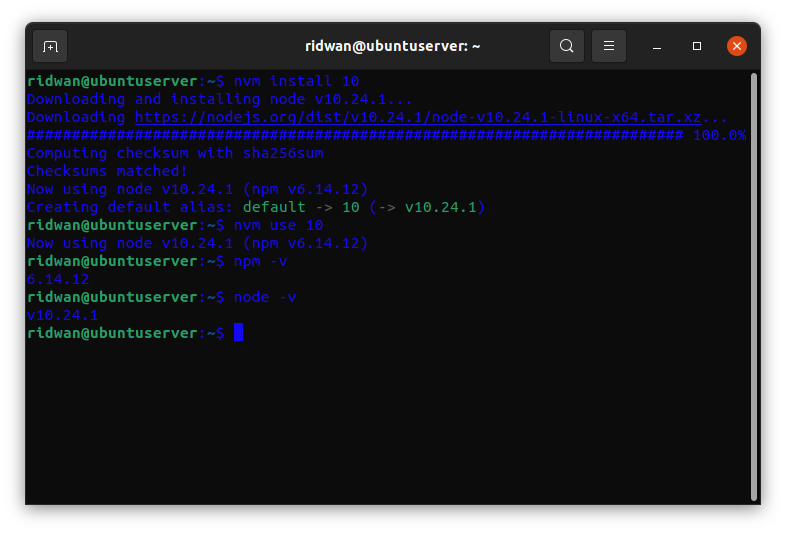 ridwan@ubuntuserver: ~
ridwan@ubuntuserver:~$ nvm install 10
Downloading and installing node v10.24.1...
Downloading https://nodejs.org/dist/v10.24.1/node-v10.24.1-linux-x64.tar.xz...
######################################################################### 100.0%
Computing checksum with sha256sum
Checksums matched!
Now using node v10.24.1 (npm v6.14.12)
Creating default alias: default -> 10 (-> v10.24.1)
ridwan@ubuntuserver:~$ nvm use 10
Now using node v10.24.1 (npm v6.14.12)
ridwan@ubuntuserver:~$ npm -v
6.14.12
ridwan@ubuntuserver:~$ node -v
v10.24.1
ridwan@ubuntuserver:~$